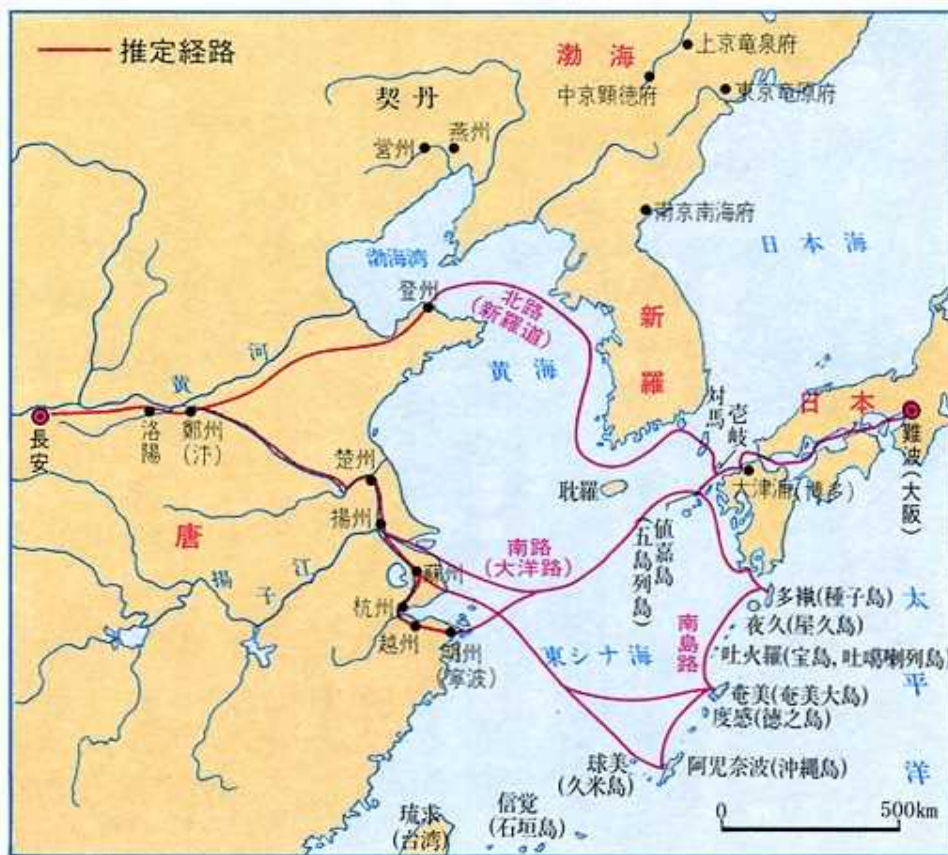 推定経路
渤海
上京竜泉府
中京顕徳府
東京竜原府
契丹
営州
燕州
南京南海府
日本海
渤海湾
登州
北路
(新羅道)
新羅
黄海
黄河
長安
洛陽
鄭州
(汴)
楚州
揚州
唐
揚子江
蘇州
杭州
越州
明州
(寧波)
耽羅
対馬
壱岐
日本
難波(大阪)
大津浦(博多)
値嘉島
(五島列島)
南路
(大洋路)
南島路
東シナ海
太平洋
多褹(種子島)
夜久(屋久島)
吐火羅(宝島,吐噶喇列島)
奄美(奄美大島)
度感(徳之島)
阿児奈波(沖縄島)
球美
(久米島)
信覚
(石垣島)
琉求
(台湾)
0 500km